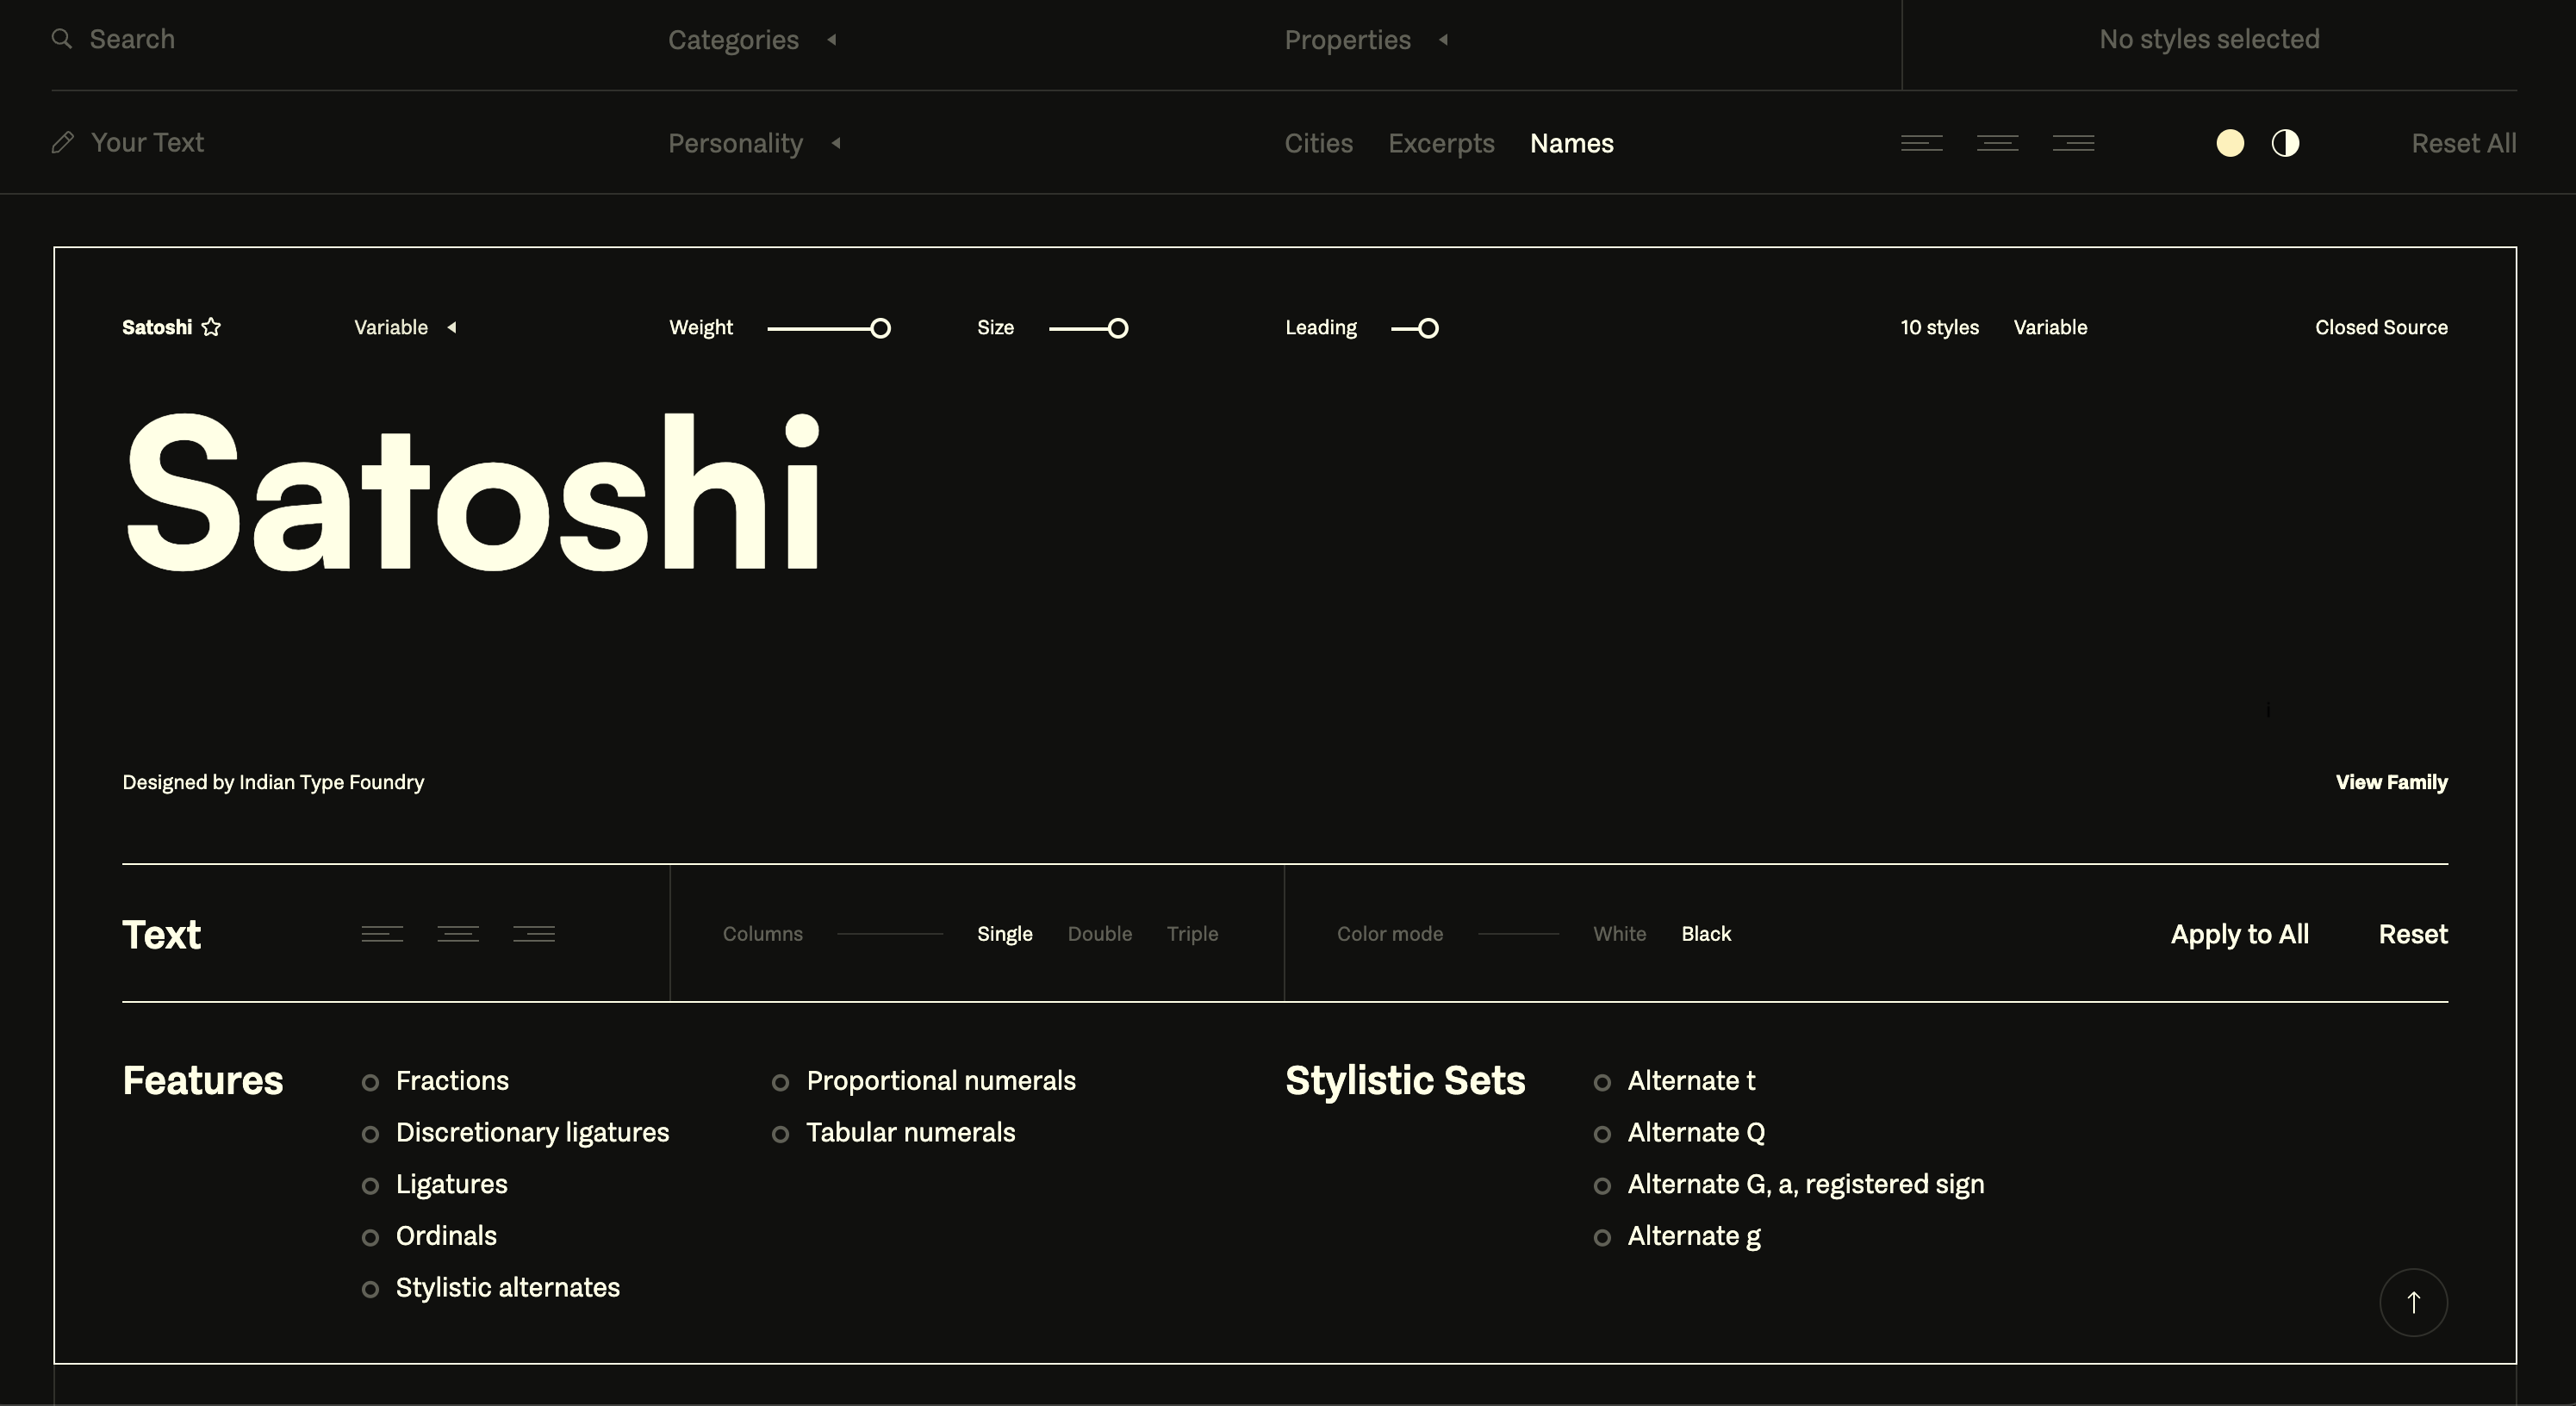 Search Categories Properties No styles selected
Your Text Personality Cities Excerpts Names Reset All
Satoshi Variable Weight Size Leading 10 styles Variable Closed Source
Satoshi
Designed by Indian Type Foundry View Family
Text Columns Single Double Triple Color mode White Black Apply to All Reset
Features
Fractions
Discretionary ligatures
Ligatures
Ordinals
Stylistic alternates
Proportional numerals
Tabular numerals
Stylistic Sets
Alternate t
Alternate Q
Alternate G, a, registered sign
Alternate g